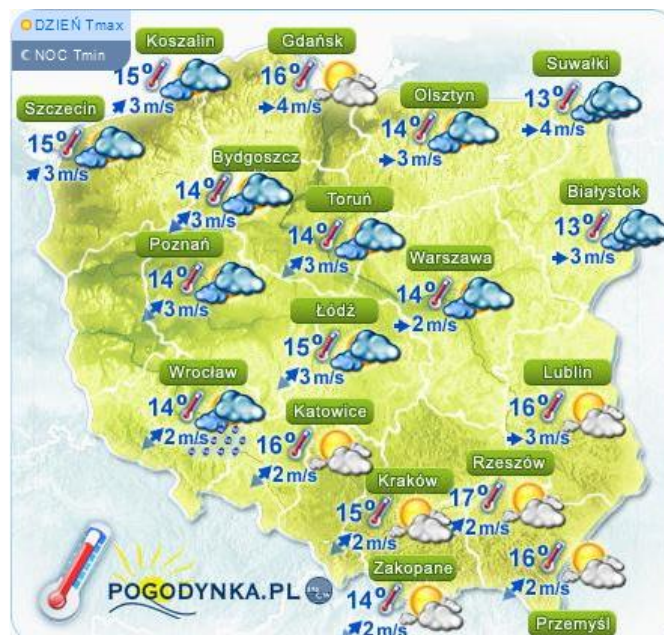 DZIEŃ Tmax
NOC Tmin
Koszalin
15°
3 m/s
Gdańsk
16°
4 m/s
Suwałki
13°
4 m/s
Szczecin
15°
3 m/s
Olsztyn
14°
3 m/s
Bydgoszcz
14°
3 m/s
Toruń
14°
3 m/s
Białystok
13°
3 m/s
Poznań
14°
3 m/s
Warszawa
14°
2 m/s
Łódź
15°
3 m/s
Wrocław
14°
2 m/s
Katowice
16°
2 m/s
Lublin
16°
3 m/s
Kraków
15°
2 m/s
Rzeszów
17°
2 m/s
Zakopane
14°
2 m/s
16°
2 m/s
Przemyśl
POGODYNKA.PL